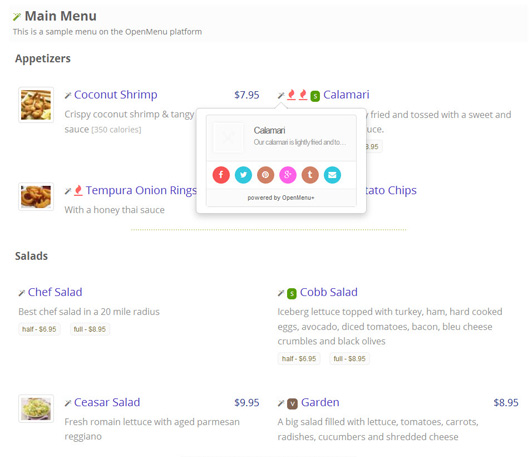 Main Menu
This is a sample menu on the OpenMenu platform
Appetizers
Coconut Shrimp $7.95
Crispy coconut shrimp & tangy
sauce [350 calories]
S Calamari
y fried and tossed with a sweet and
uce.
8.95
Calamari
Our calamari is lightly fried and to...
powered by OpenMenu+
Tempura Onion Rings
With a honey thai sauce
tato Chips
Salads
Chef Salad
Best chef salad in a 20 mile radius
half - $6.95 full - $8.95
S Cobb Salad
Iceberg lettuce topped with turkey, ham, hard cooked
eggs, avocado, diced tomatoes, bacon, bleu cheese
crumbles and black olives
half - $6.95 full - $8.95
Ceasar Salad $9.95
Fresh romain lettuce with aged parmesan
reggiano
V Garden $8.95
A big salad filled with lettuce, tomatoes, carrots,
radishes, cucumbers and shredded cheese